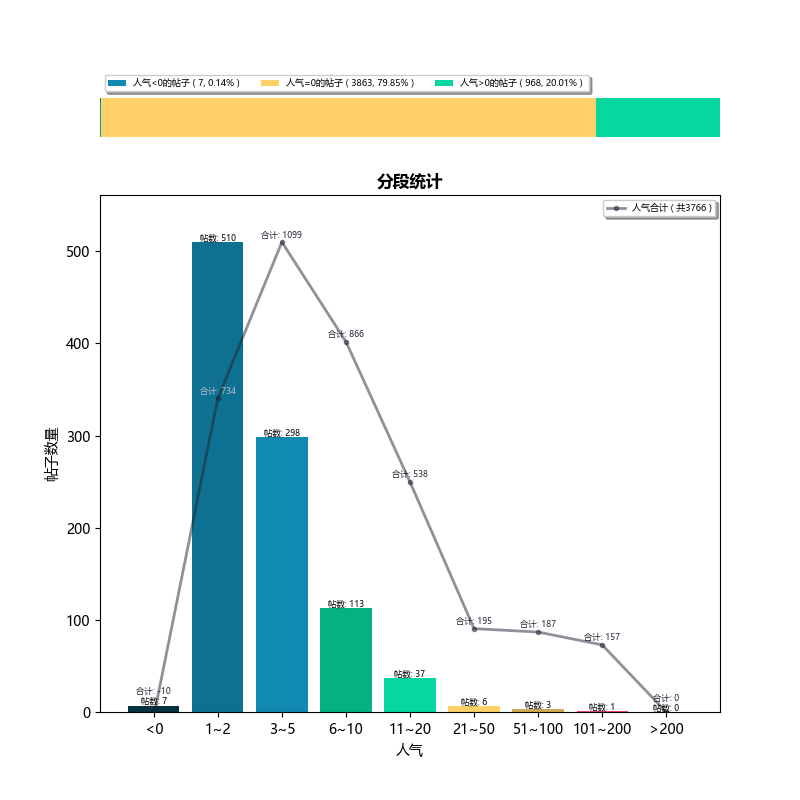 人气<0的帖子 ( 7, 0.14% ) 人气=0的帖子 ( 3863, 79.85% ) 人气>0的帖子 ( 968, 20.01% )
分段统计
人气合计 ( 共3766 )
合计: 1099
帖数: 510
合计: 866
合计: 734
帖数: 298
合计: 538
帖数: 113
合计: 195
合计: 187
合计: 157
帖数: 37
合计: -10
帖数: 7
帖数: 6
帖数: 3
帖数: 1
合计: 0
帖数: 0
500
400
300
200
100
0
帖子数量
<0 1~2 3~5 6~10 11~20 21~50 51~100 101~200 >200
人气